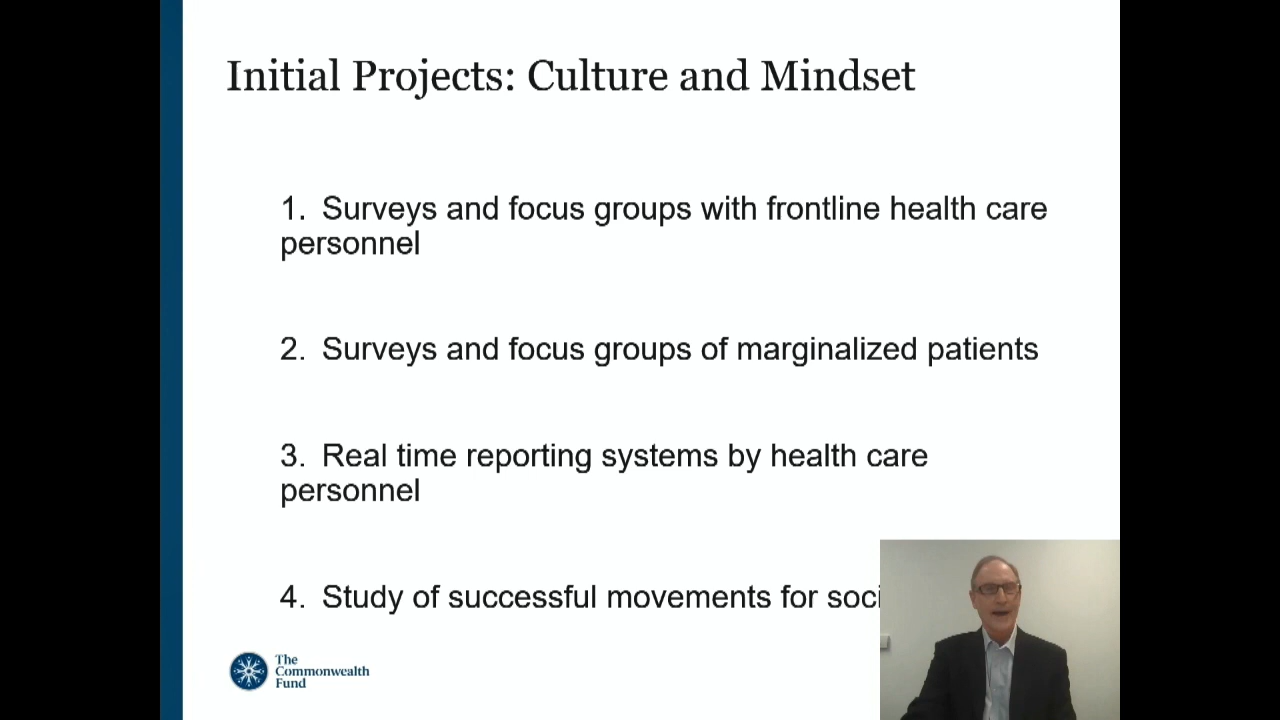 Initial Projects: Culture and Mindset
1. Surveys and focus groups with frontline health care
personnel
2. Surveys and focus groups of marginalized patients
3. Real time reporting systems by health care
personnel
4. Study of successful movements for
The
Commonwealth
Fund